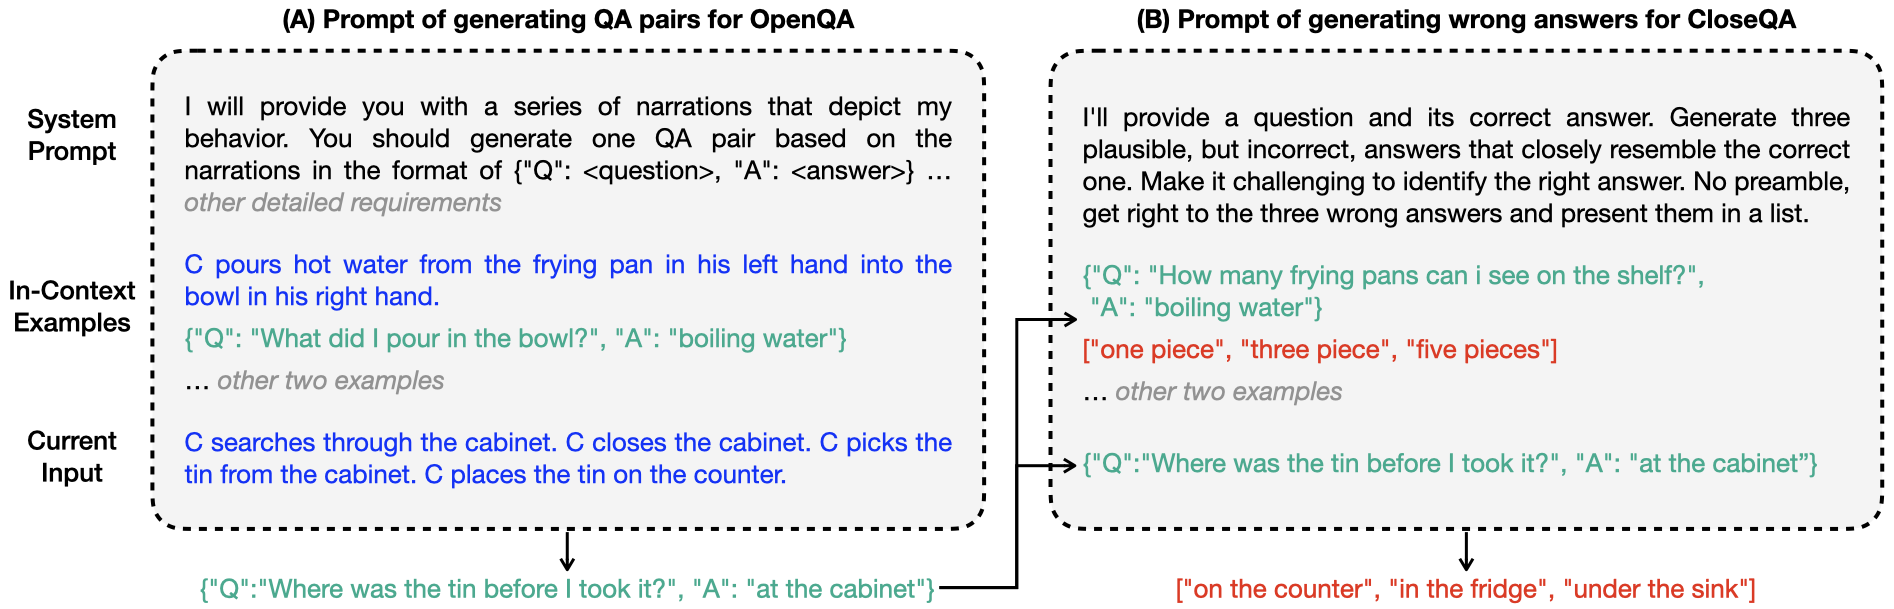 (A) Prompt of generating QA pairs for OpenQA
System
Prompt
I will provide you with a series of narrations that depict my
behavior. You should generate one QA pair based on the
narrations in the format of {"Q": <question>, "A": <answer>} …
other detailed requirements
In-Context
Examples
C pours hot water from the frying pan in his left hand into the
bowl in his right hand.
{"Q": "What did I pour in the bowl?", "A": "boiling water"}
… other two examples
Current
Input
C searches through the cabinet. C closes the cabinet. C picks the
tin from the cabinet. C places the tin on the counter.
{"Q":"Where was the tin before I took it?", "A": "at the cabinet"}
(B) Prompt of generating wrong answers for CloseQA
I'll provide a question and its correct answer. Generate three
plausible, but incorrect, answers that closely resemble the correct
one. Make it challenging to identify the right answer. No preamble,
get right to the three wrong answers and present them in a list.
{"Q": "How many frying pans can i see on the shelf?",
"A": "boiling water"}
["one piece", "three piece", "five pieces"]
… other two examples
{"Q":"Where was the tin before I took it?", "A": "at the cabinet”}
["on the counter", "in the fridge", "under the sink"]